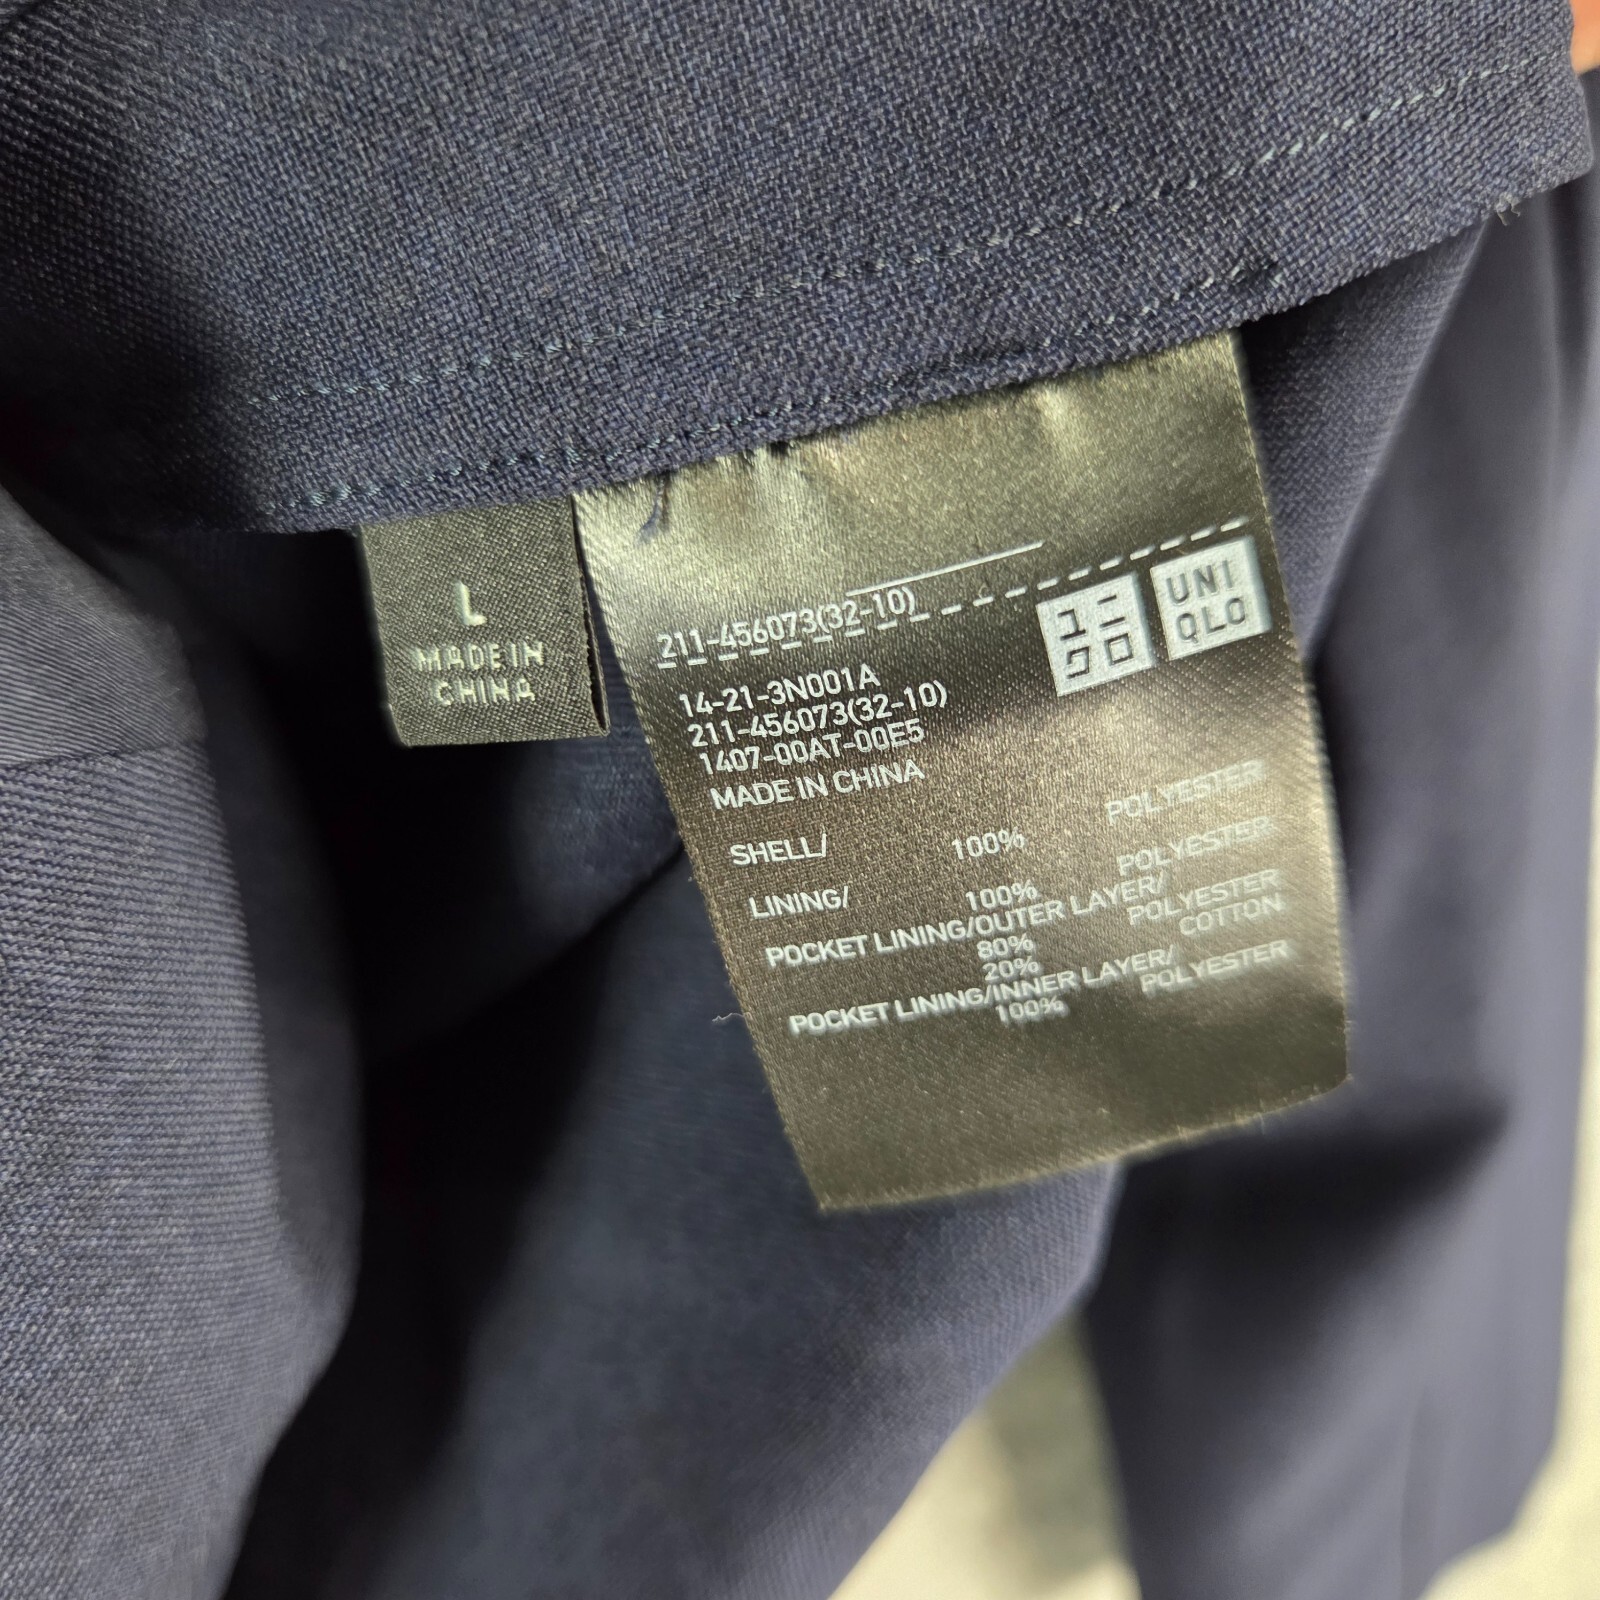 L
MADE IN
CHINA
211-456073(32-10)
ユニ
クロ
UNI
QLO
14-21-3N001A
211-456073(32-10)
1407-00AT-00E5
MADE IN CHINA
SHELL/ 100% POLYESTER
LINING/ 100% POLYESTER
POCKET LINING/OUTER LAYER/
80% POLYESTER
20% COTTON
POCKET LINING/INNER LAYER/
100% POLYESTER